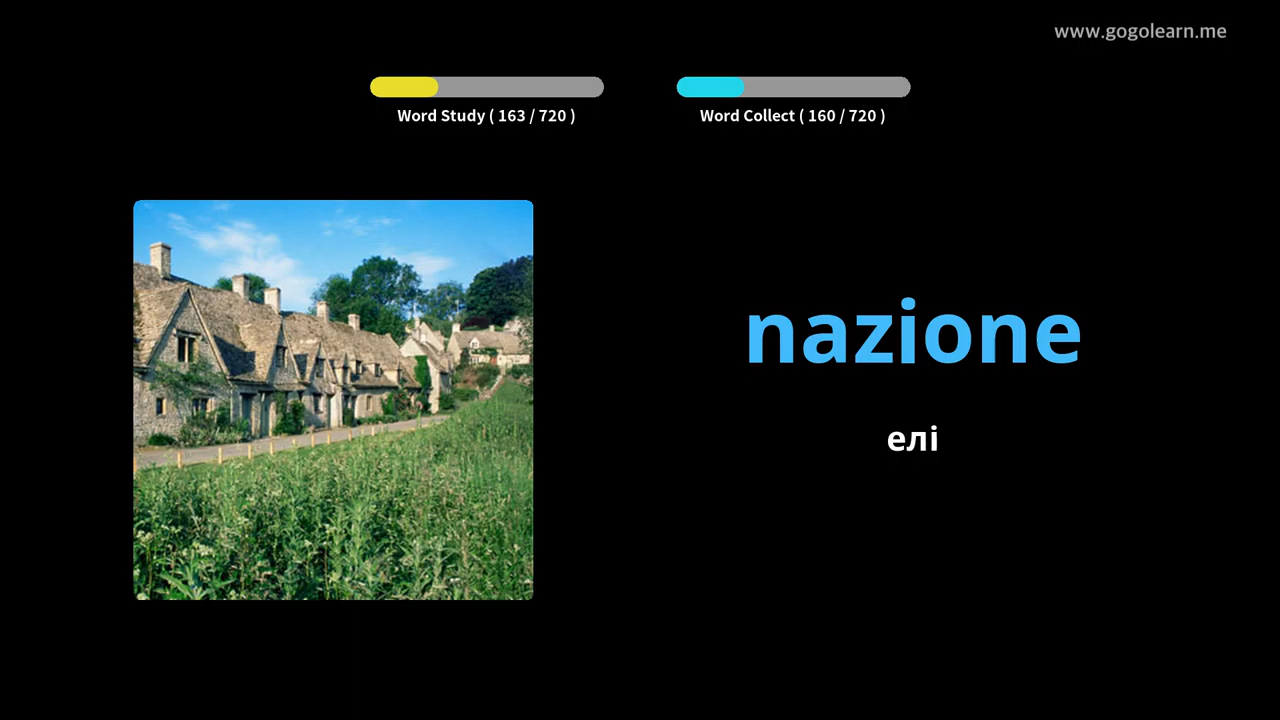 www.gogolearn.me
Word Study ( 163 / 720 )
Word Collect ( 160 / 720 )
nazione
елі